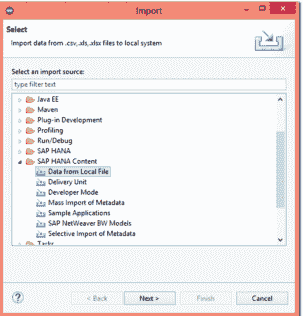 Import
Select
Import data from .csv,.xls,.xlsx files to local system
Select an import source:
type filter text
Java EE
Maven
Plug-in Development
Profiling
Run/Debug
SAP HANA
SAP HANA Content
Data from Local File
Delivery Unit
Developer Mode
Mass Import of Metadata
Sample Applications
SAP NetWeaver BW Models
Selective Import of Metadata
Tasks
?
< Back
Next >
Finish
Cancel